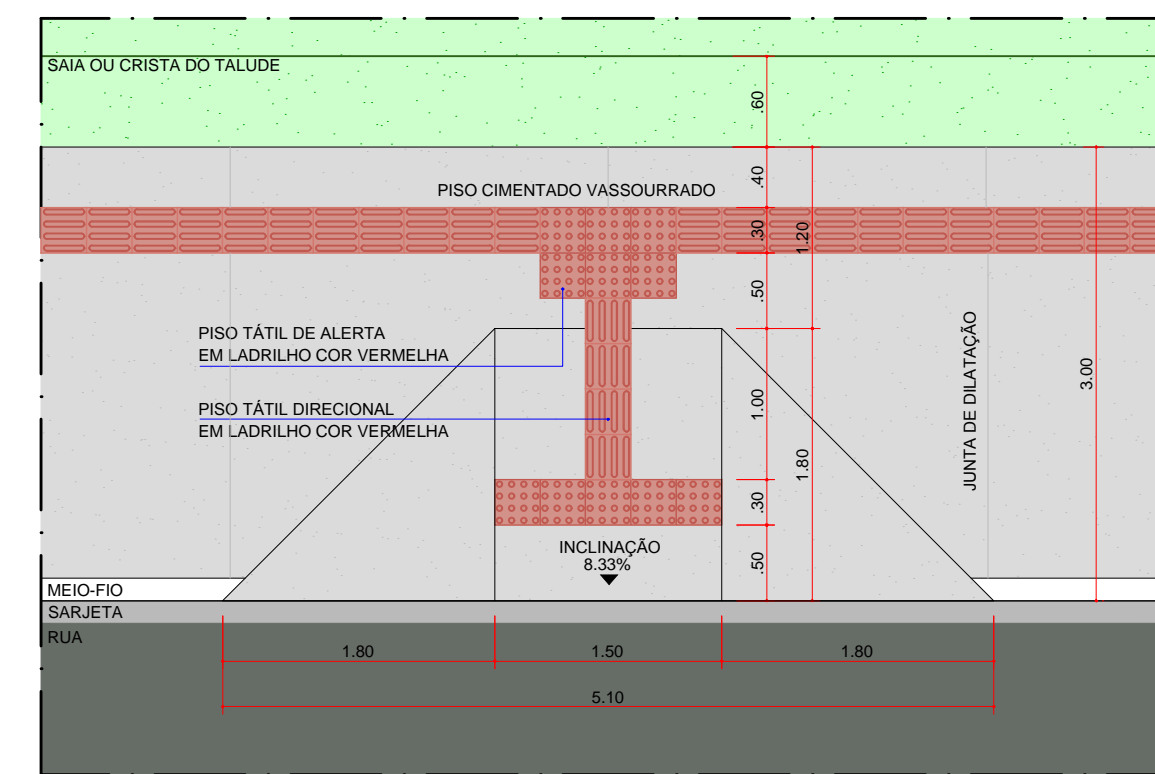 SAIA OU CRISTA DO TALUDE
.60
.40
PISO CIMENTADO VASSOURRADO
.30
1.20
.50
PISO TÁTIL DE ALERTA
EM LADRILHO COR VERMELHA
JUNTA DE DILATAÇÃO
3.00
1.00
PISO TÁTIL DIRECIONAL
EM LADRILHO COR VERMELHA
1.80
.30
INCLINAÇÃO
8.33%
.50
MEIO-FIO
SARJETA
RUA
1.80
1.50
1.80
5.10